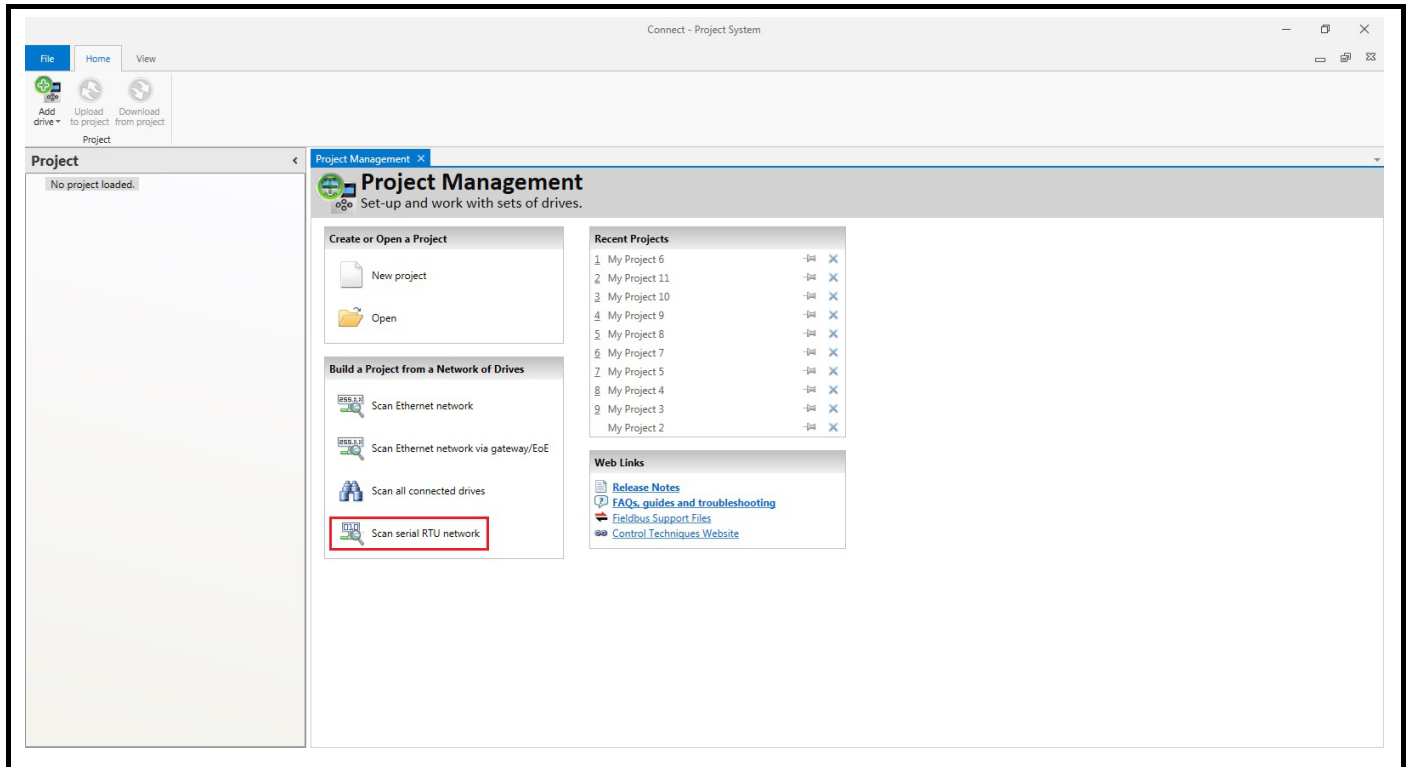 Connect - Project System
File Home View
Add drive
Upload to project
Download from project
Project
Project
No project loaded.
Project Management
Project Management
Set-up and work with sets of drives.
Create or Open a Project
New project
Open
Build a Project from a Network of Drives
Scan Ethernet network
Scan Ethernet network via gateway/EoE
Scan all connected drives
Scan serial RTU network
Recent Projects
1 My Project 6
2 My Project 11
3 My Project 10
4 My Project 9
5 My Project 8
6 My Project 7
7 My Project 5
8 My Project 4
9 My Project 3
My Project 2
Web Links
Release Notes
FAQs, guides and troubleshooting
Fieldbus Support Files
Control Techniques Website